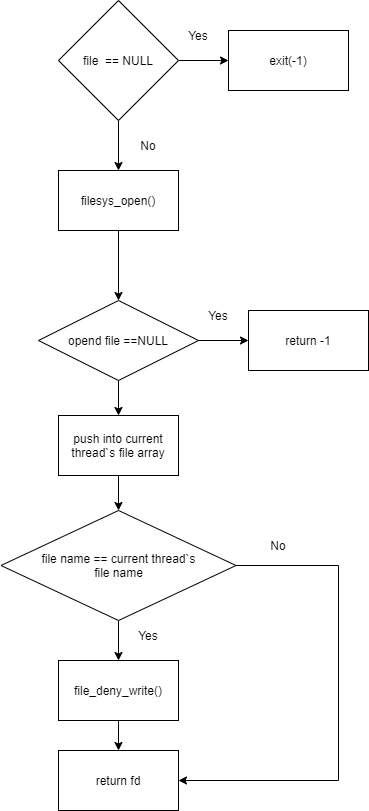 Yes
file  == NULL
exit(-1)
No
filesys_open()
Yes
opend file ==NULL
return -1
push into current
thread`s file array
No
file name == current thread`s
file name
Yes
file_deny_write()
return fd